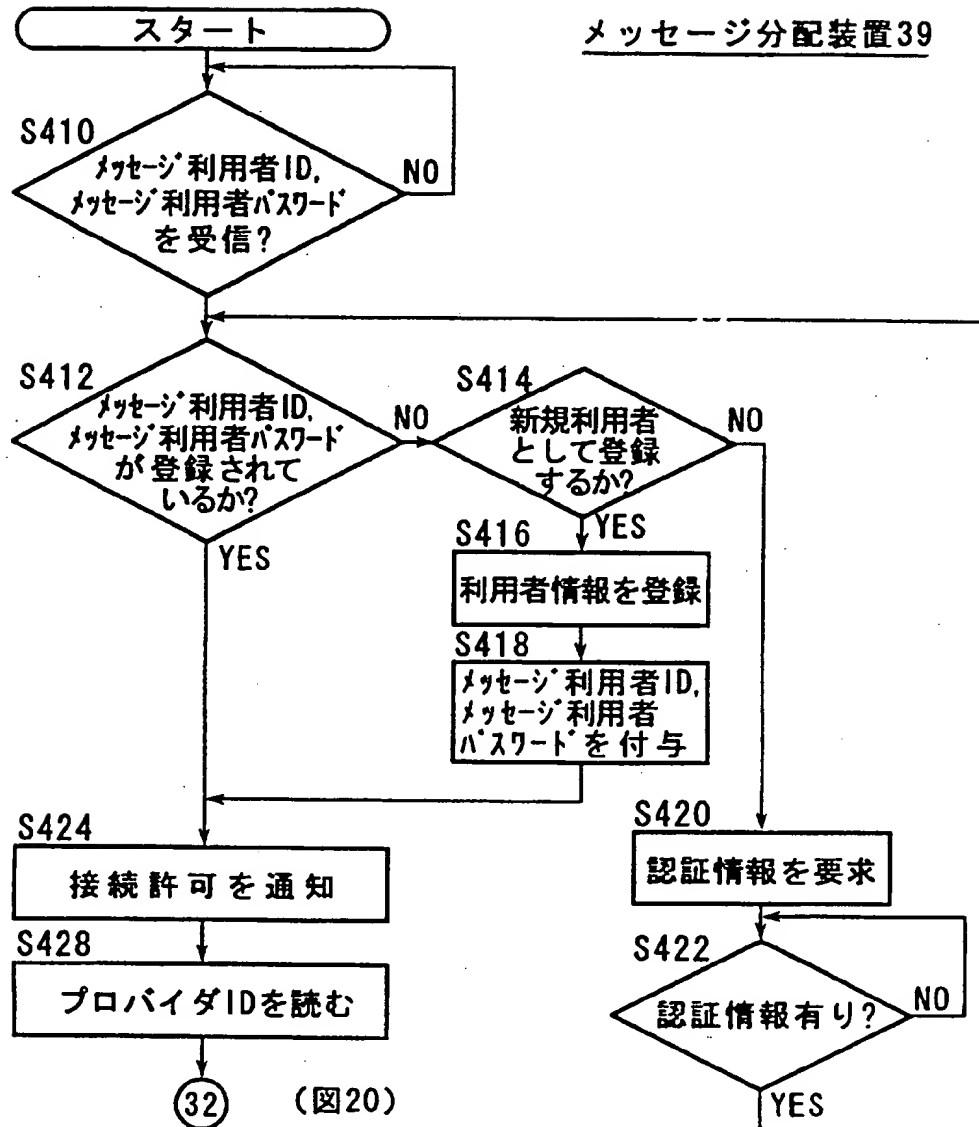 スタート
メッセージ分配装置39
S410
メッセージ利用者ID,
メッセージ利用者パスワード
を受信?
NO
S412
メッセージ利用者ID,
メッセージ利用者パスワード
が登録されて
いるか?
NO
YES
S414
新規利用者
として登録
するか?
NO
YES
S416
利用者情報を登録
S418
メッセージ利用者ID,
メッセージ利用者
パスワードを付与
S424
接続許可を通知
S428
プロバイダIDを読む
32
(図20)
S420
認証情報を要求
S422
認証情報有り?
NO
YES